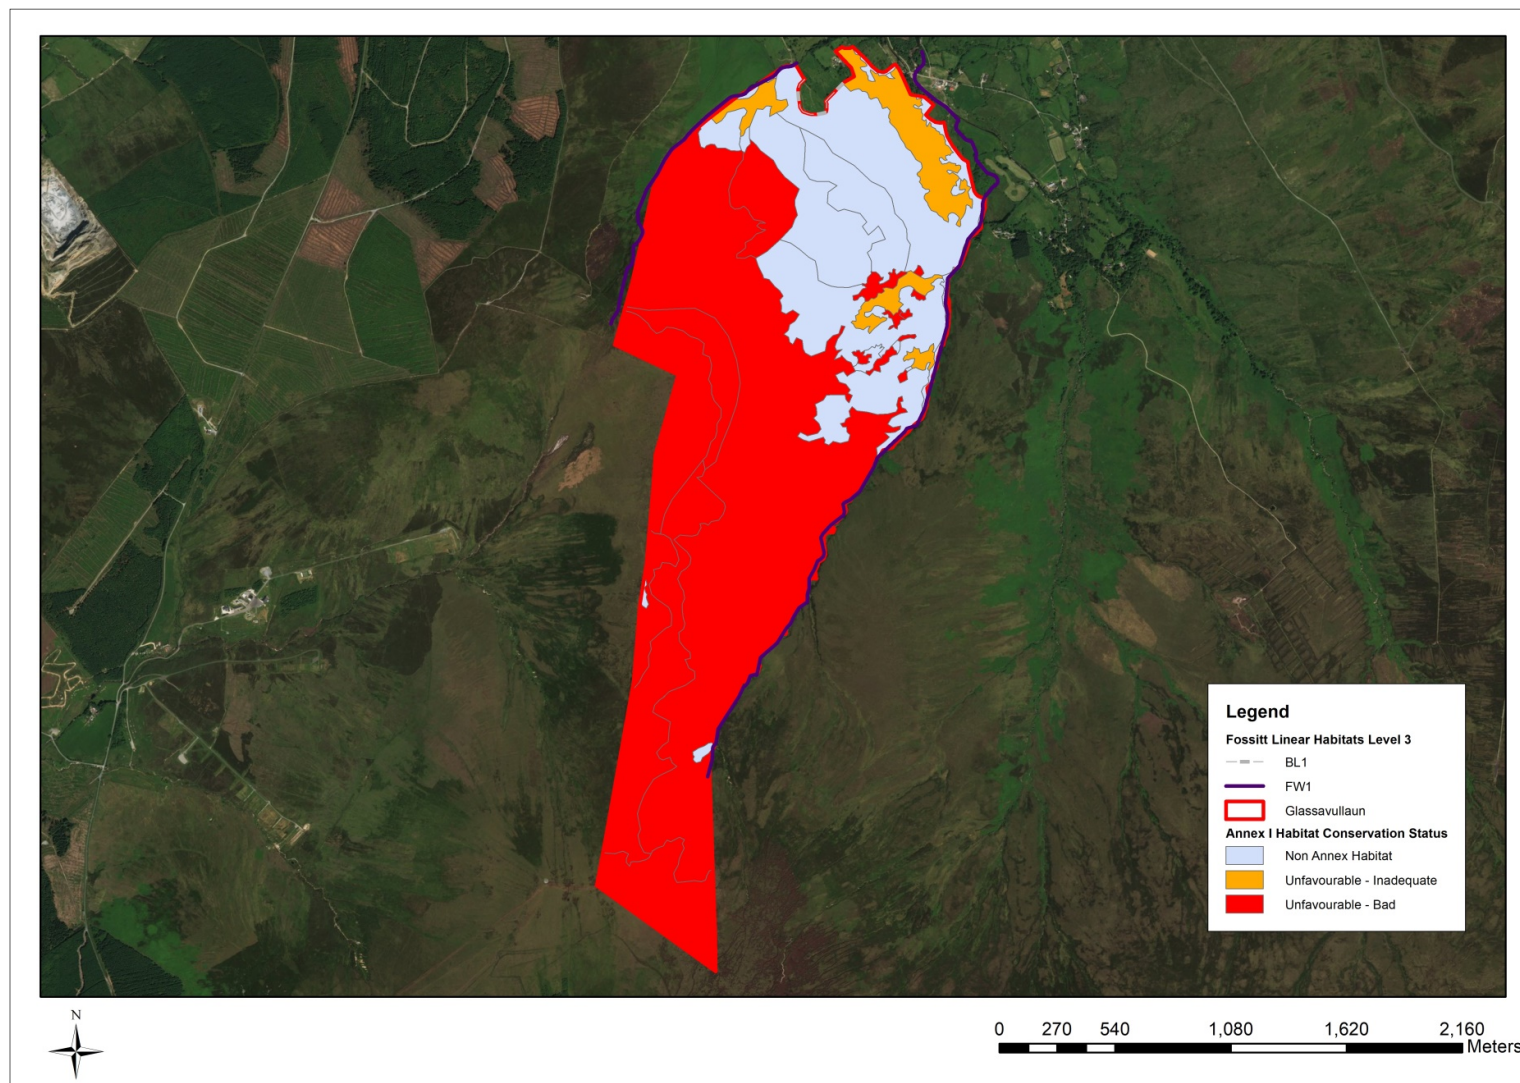 Legend
Fossitt Linear Habitats Level 3
BL1
FW1
Glassavullaun
Annex I Habitat Conservation Status
Non Annex Habitat
Unfavourable - Inadequate
Unfavourable - Bad
N
0 270 540 1,080 1,620 2,160
Meters